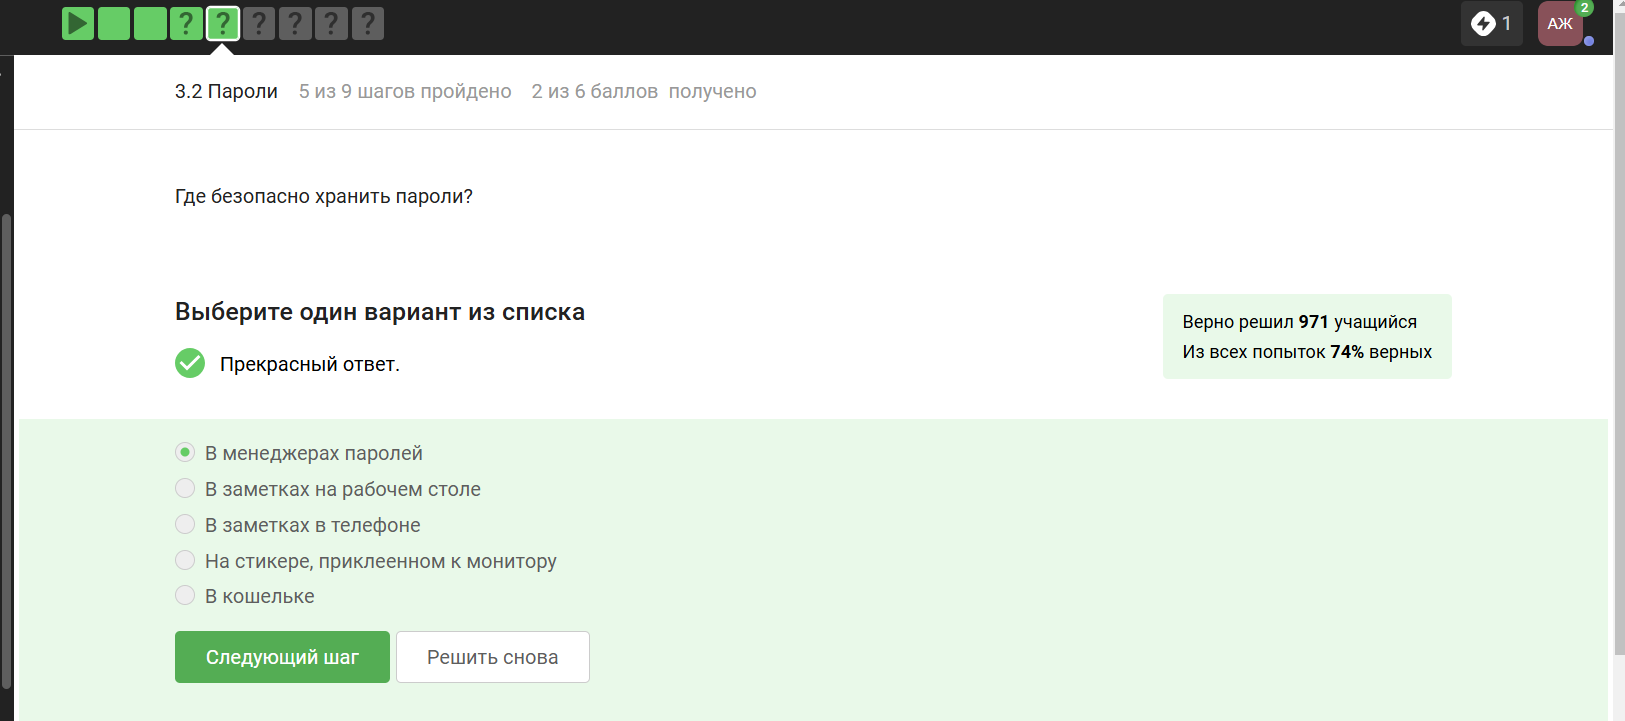 ? ? ? ? ? ?
1
АЖ
2
3.2 Пароли 5 из 9 шагов пройдено 2 из 6 баллов получено
Где безопасно хранить пароли?
Выберите один вариант из списка
Прекрасный ответ.
Верно решил 971 учащийся
Из всех попыток 74% верных
В менеджерах паролей
В заметках на рабочем столе
В заметках в телефоне
На стикере, приклеенном к монитору
В кошельке
Следующий шаг
Решить снова